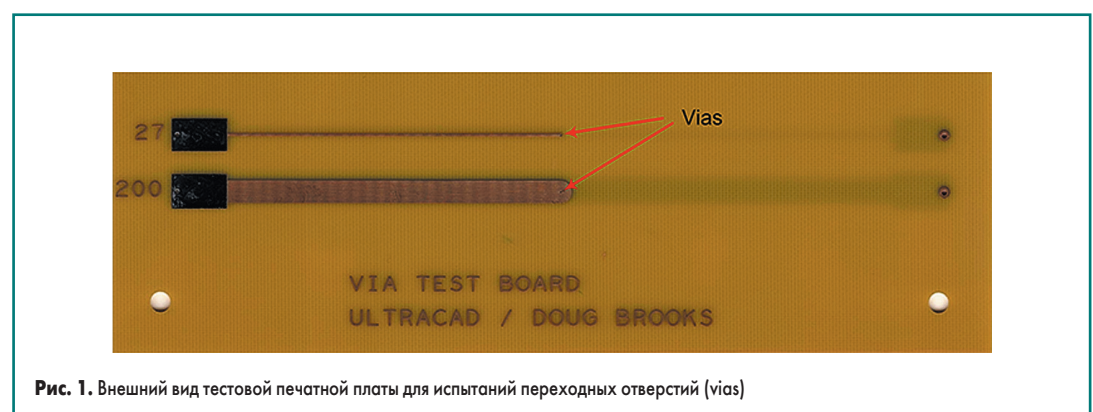 27
Vias
200
VIA TEST BOARD
ULTRACAD / DOUG BROOKS
Рис. 1. Внешний вид тестовой печатной платы для испытаний переходных отверстий (vias)